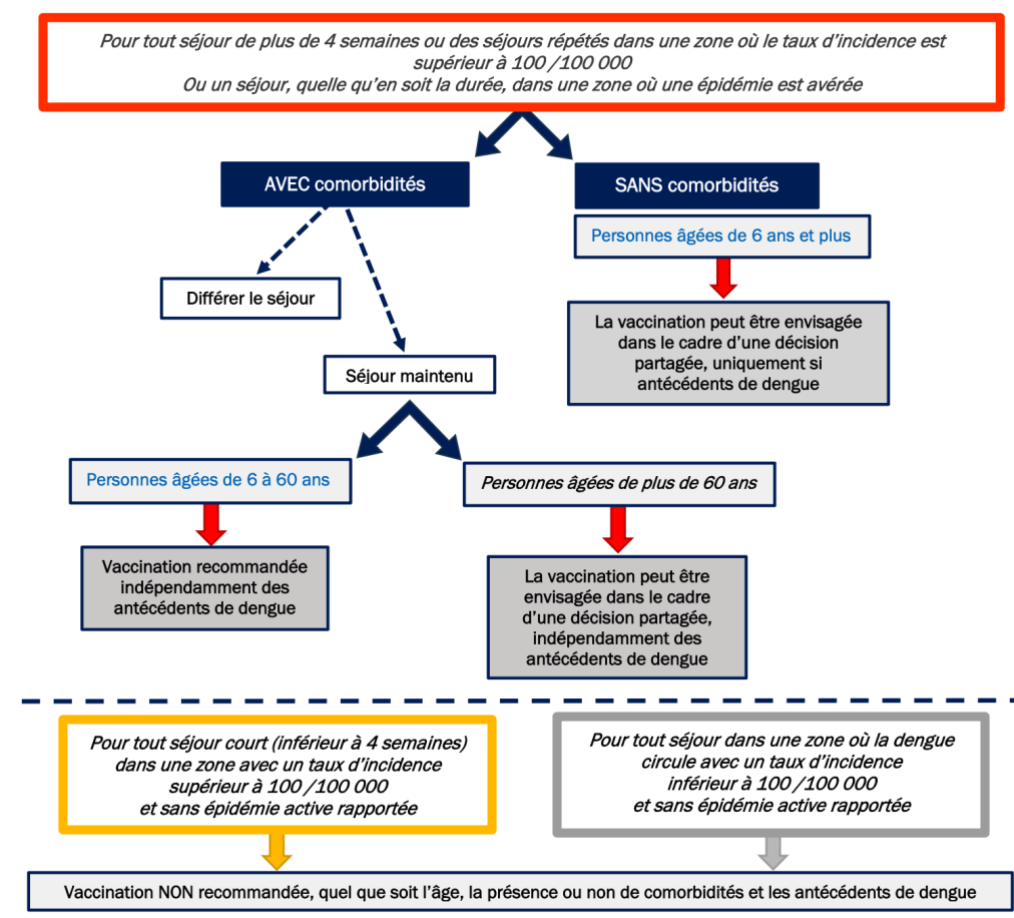 Pour tout séjour de plus de 4 semaines ou des séjours répétés dans une zone où le taux d'incidence est
supérieur à 100 /100 000
Ou un séjour, quelle qu'en soit la durée, dans une zone où une épidémie est avérée
AVEC comorbidités
SANS comorbidités
Personnes âgées de 6 ans et plus
Différer le séjour
La vaccination peut être envisagée
dans le cadre d'une décision
partagée, uniquement si
antécédents de dengue
Séjour maintenu
Personnes âgées de 6 à 60 ans
Personnes âgées de plus de 60 ans
Vaccination recommandée
indépendamment des
antécédents de dengue
La vaccination peut être
envisagée dans le cadre
d'une décision partagée,
indépendamment des
antécédents de dengue
Pour tout séjour court (inférieur à 4 semaines)
dans une zone avec un taux d'incidence
supérieur à 100 /100 000
et sans épidémie active rapportée
Pour tout séjour dans une zone où la dengue
circule avec un taux d'incidence
inférieur à 100 /100 000
et sans épidémie active rapportée
Vaccination NON recommandée, quel que soit l'âge, la présence ou non de comorbidités et les antécédents de dengue